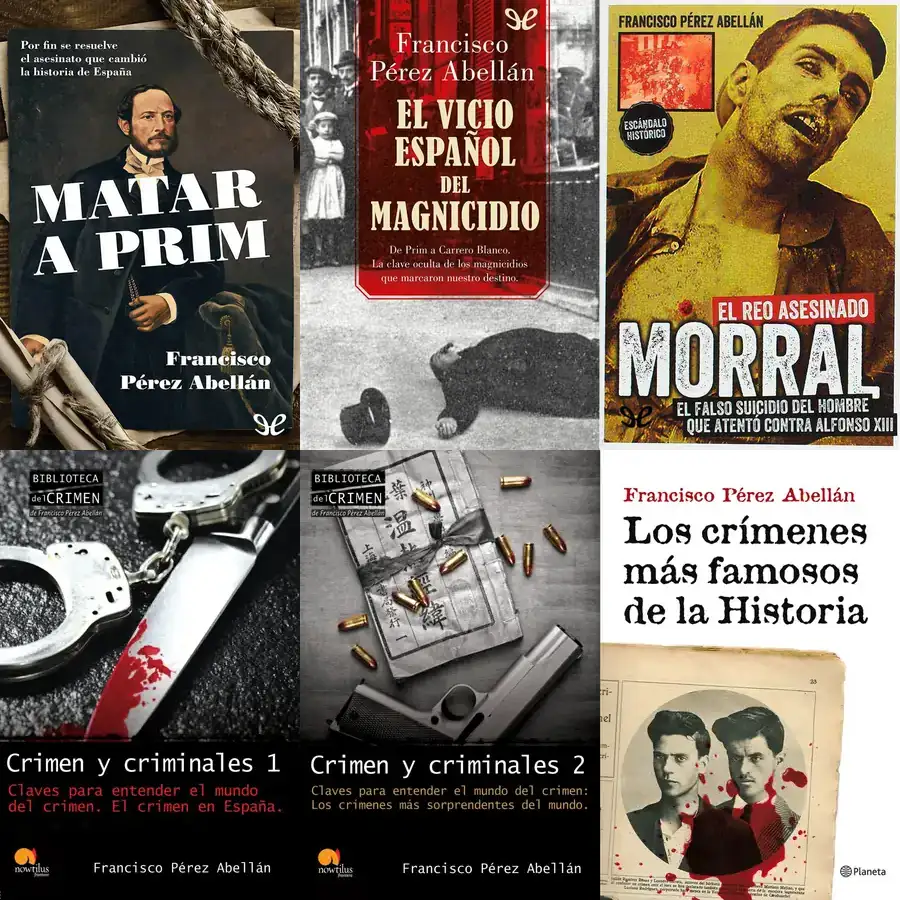 Por fin se resuelve
el asesinato que cambió
la historia de España
MATAR
A PRIM
Francisco
Pérez Abellán
Francisco
Pérez Abellán
EL VICIO
ESPAÑOL
DEL
MAGNICIDIO
De Prim a Carrero Blanco.
La clave oculta de los magnicidios
que marcaron nuestro destino.
FRANCISCO PÉREZ ABELLÁN
ESCÁNDALO
HISTÓRICO
EL REO ASESINADO
MORRAL
EL FALSO SUICIDIO DEL HOMBRE
QUE ATENTÓ CONTRA ALFONSO XIII
BIBLIOTECA
del CRIMEN
de Francisco Pérez Abellán
Crimen y criminales 1
Claves para entender el mundo
del crimen. El crimen en España.
nowtilus
Francisco Pérez Abellán
BIBLIOTECA
del CRIMEN
de Francisco Pérez Abellán
Crimen y criminales 2
Claves para entender el mundo del crimen:
Los crímenes más sorprendentes del mundo.
nowtilus
Francisco Pérez Abellán
Francisco Pérez Abellán
Los crímenes
más famosos
de la Historia
Planeta